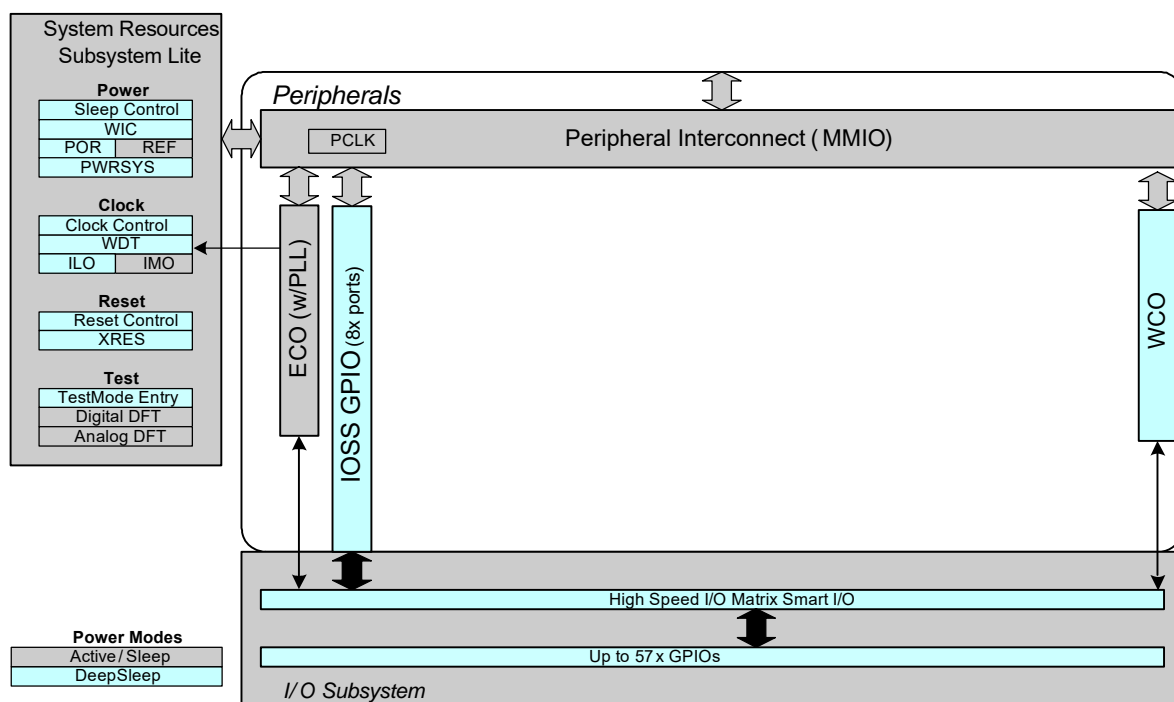 System Resources
Subsystem Lite
Power
Sleep Control
WIC
POR REF
PWRSYS
Clock
Clock Control
WDT
ILO IMO
Reset
Reset Control
XRES
Test
TestMode Entry
Digital DFT
Analog DFT
Peripherals
PCLK
Peripheral Interconnect (MMIO)
ECO (w/PLL)
IOSS GPIO (8x ports)
WCO
High Speed I/O Matrix Smart I/O
Up to 57x GPIOs
I/O Subsystem
Power Modes
Active/Sleep
DeepSleep